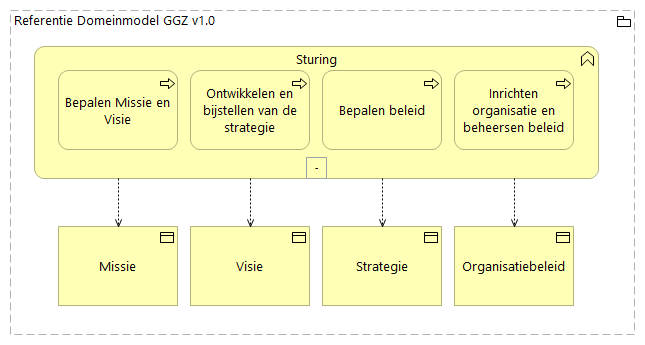 Referentie Domeinmodel GGZ v1.0
Sturing
Bepalen Missie en
Visie
Ontwikkelen en
bijstellen van de
strategie
Bepalen beleid
Inrichten
organisatie en
beheersen beleid
-
Missie
Visie
Strategie
Organisatiebeleid